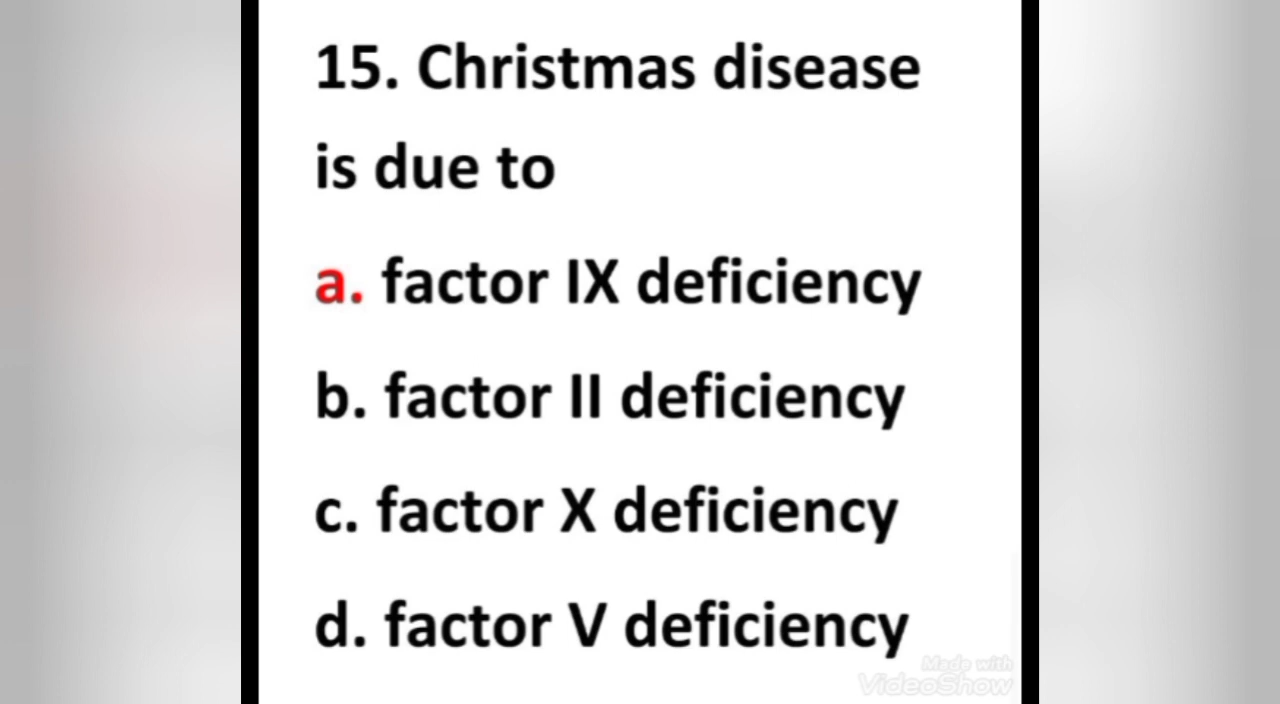 15. Christmas disease
is due to
a. factor IX deficiency
b. factor II deficiency
c. factor X deficiency
d. factor V deficiency
Made with
VideoShow